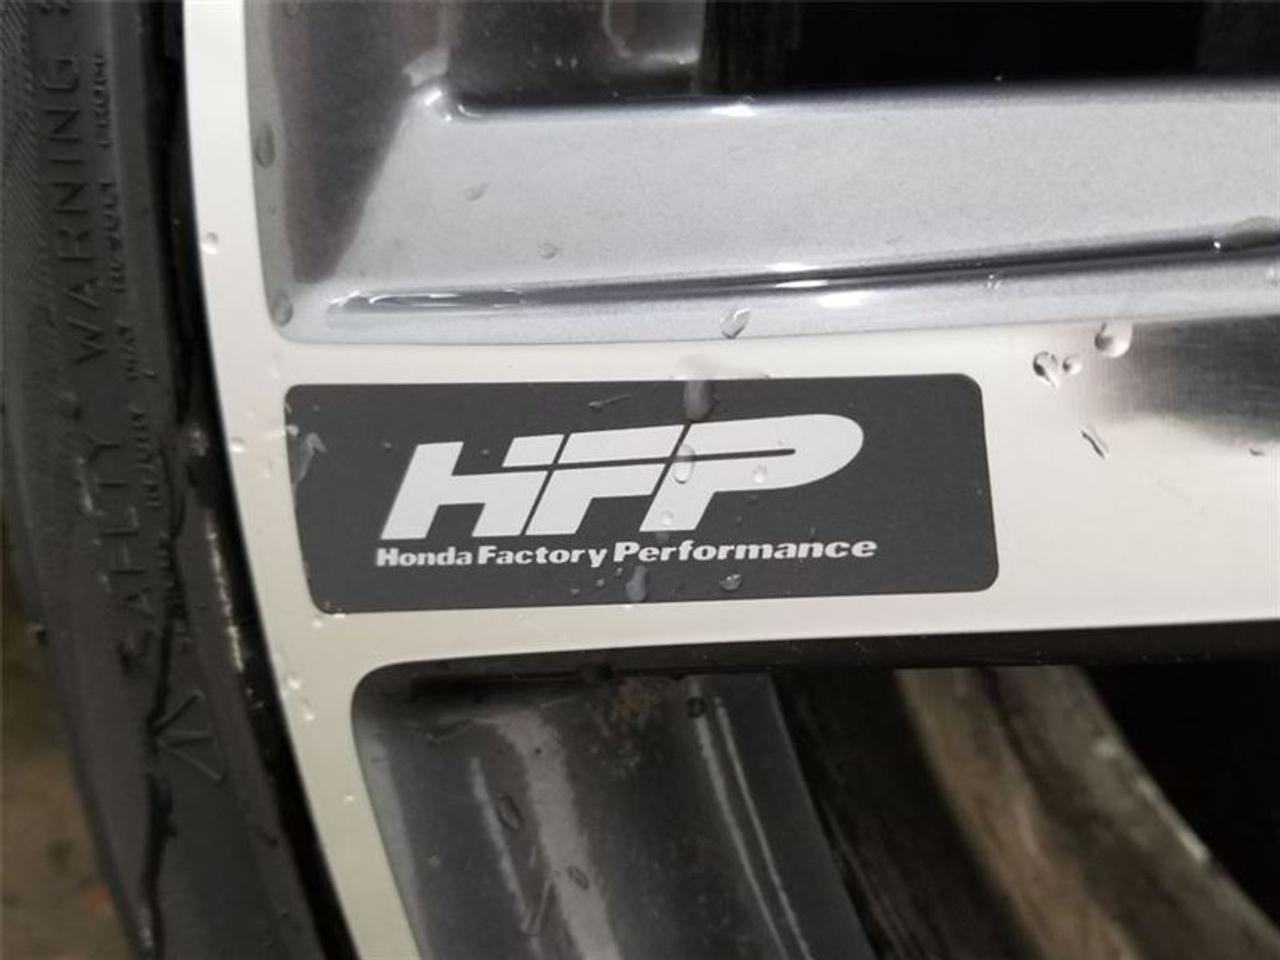 HFP
Honda Factory Performance
SAFETY WARNING